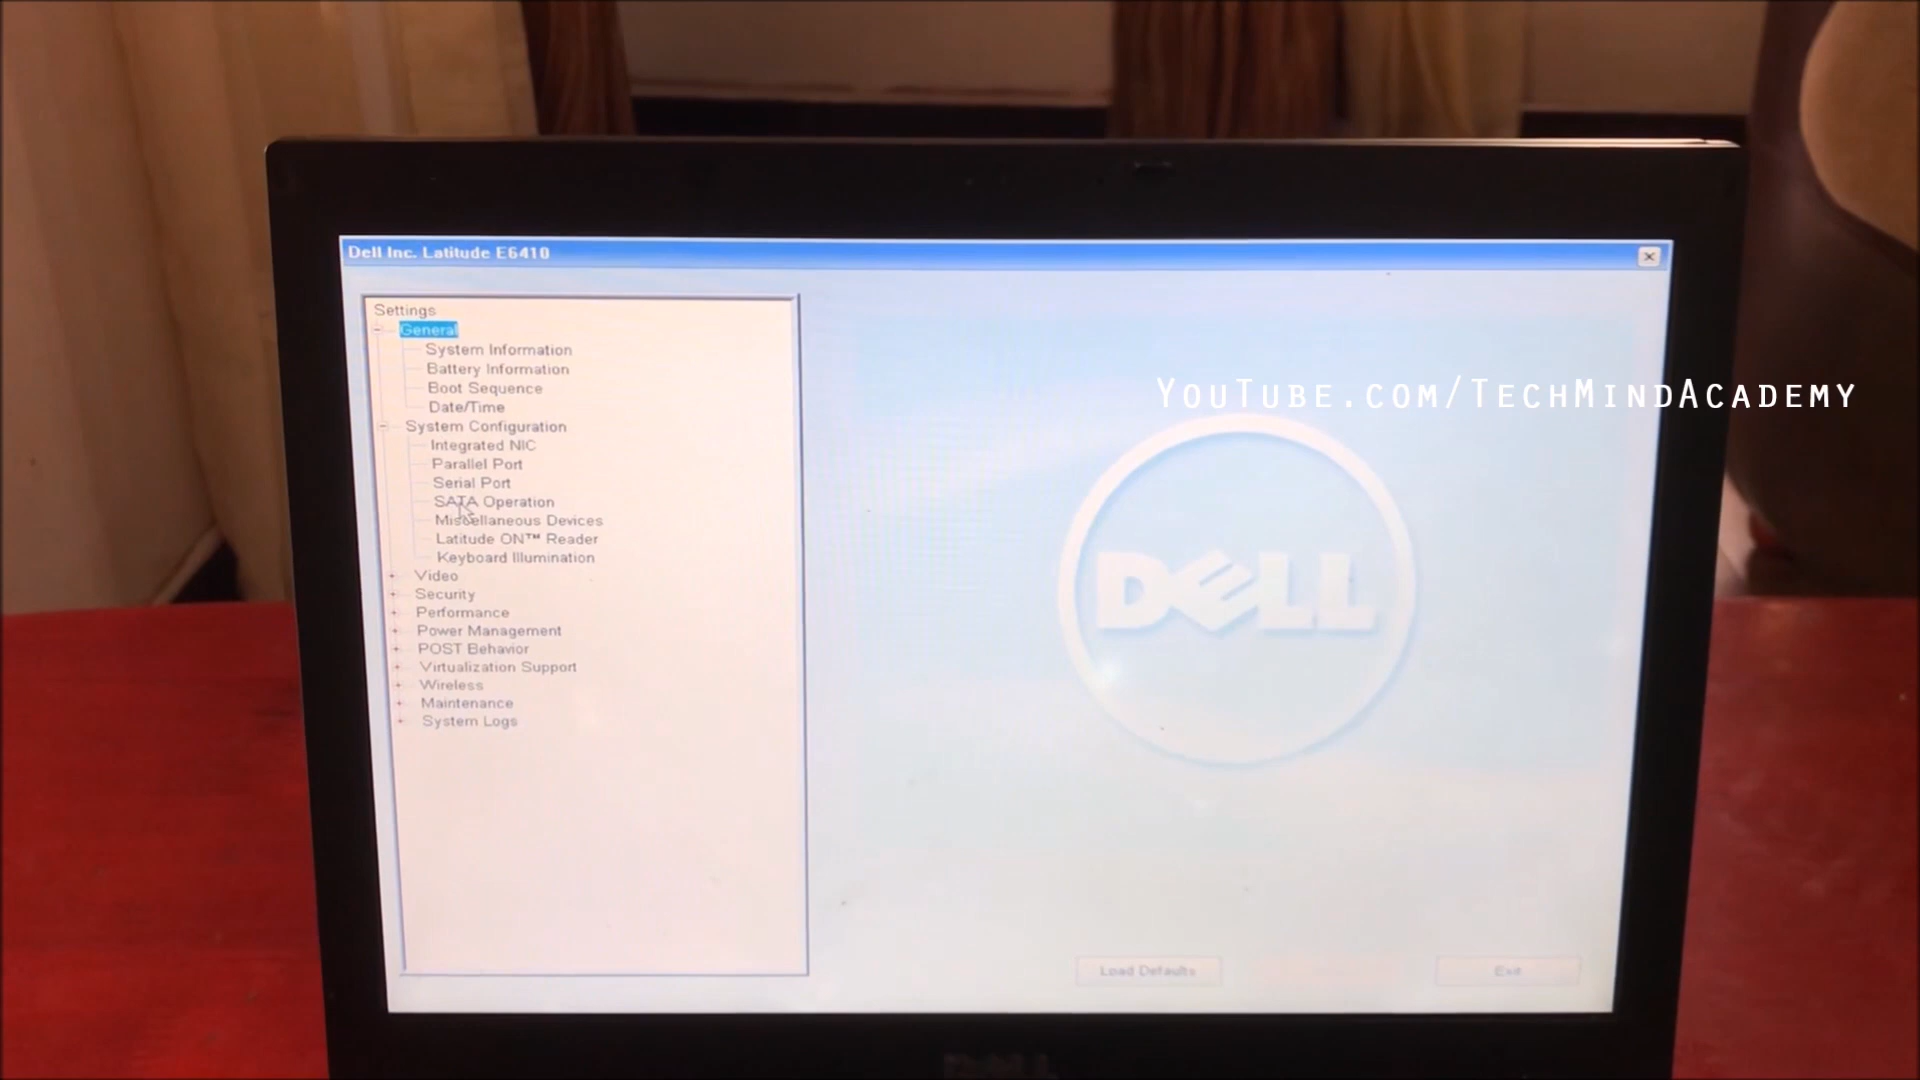 Dell Inc. Latitude E6410
Settings
General
System Information
Battery Information
Boot Sequence
Date/Time
System Configuration
Integrated NIC
Parallel Port
Serial Port
SATA Operation
Miscellaneous Devices
Latitude ON™ Reader
Keyboard Illumination
Video
Security
Performance
Power Management
POST Behavior
Virtualization Support
Wireless
Maintenance
System Logs
YouTube.com/TechMindAcademy
DELL
Load Defaults
Exit